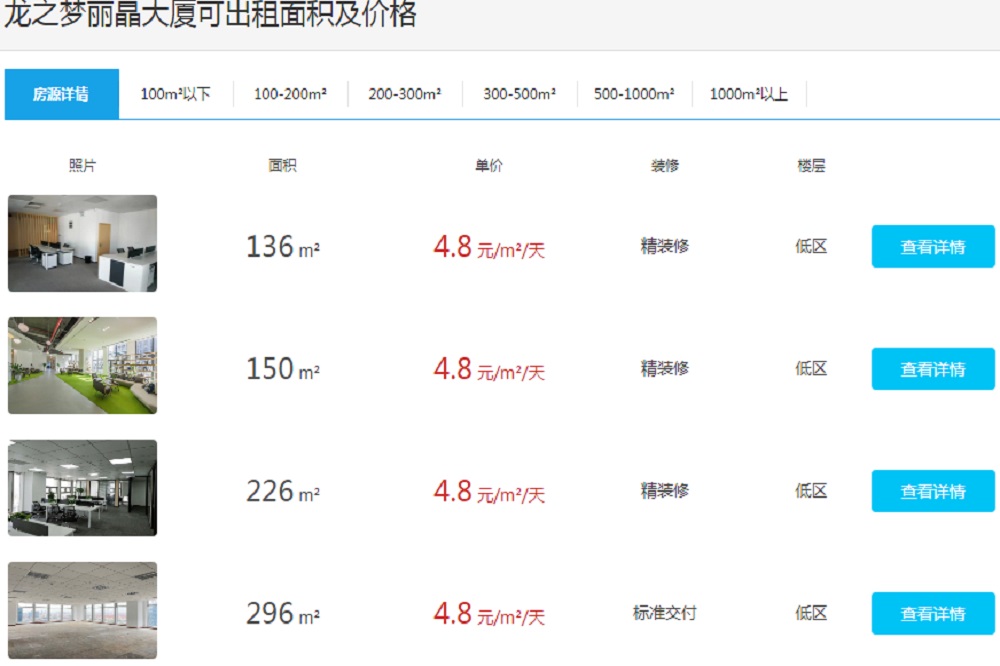 龙之梦丽晶大厦可出租面积及价格
房源详情 100m²以下 100-200m² 200-300m² 300-500m² 500-1000m² 1000m²以上
照片 面积 单价 装修 楼层
136 m² 4.8 元/m²/天 精装修 低区 查看详情
150 m² 4.8 元/m²/天 精装修 低区 查看详情
226 m² 4.8 元/m²/天 精装修 低区 查看详情
296 m² 4.8 元/m²/天 标准交付 低区 查看详情